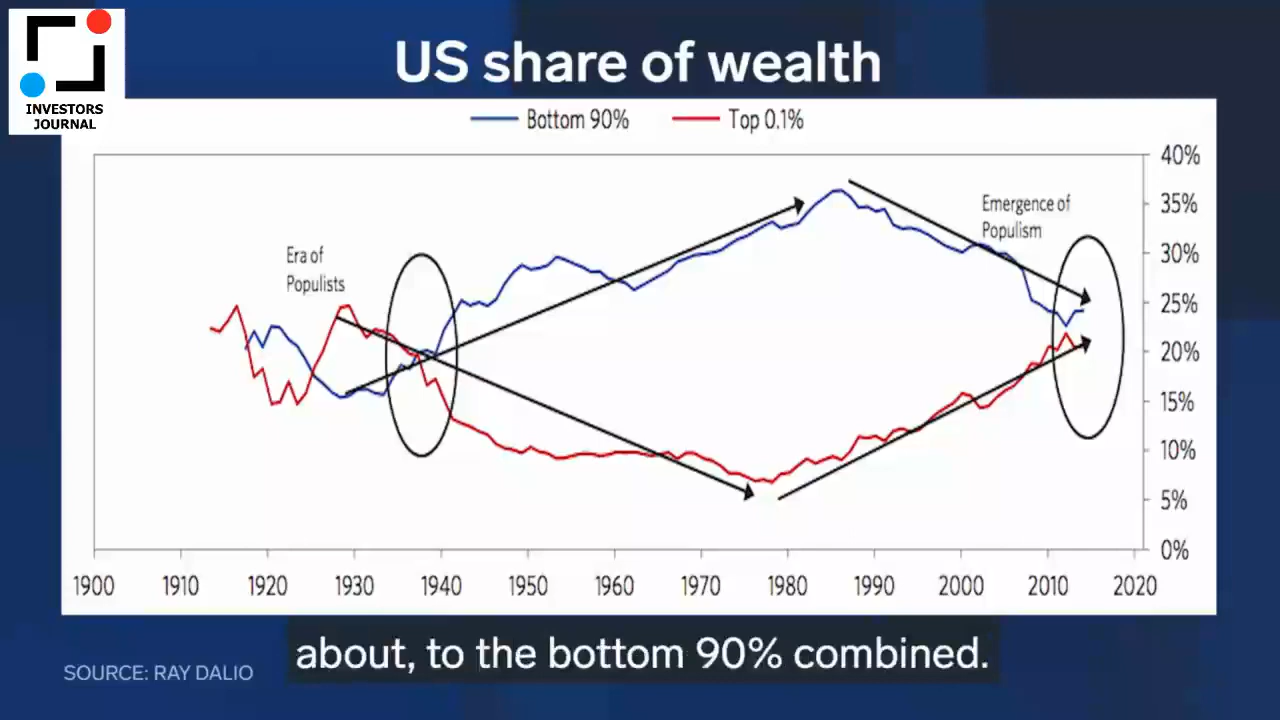 INVESTORS
JOURNAL
US share of wealth
Bottom 90%
Top 0.1%
40%
35%
30%
25%
20%
15%
10%
5%
0%
Era of
Populists
Emergence of
Populism
1900 1910 1920 1930 1940 1950 1960 1970 1980 1990 2000 2010 2020
about, to the bottom 90% combined.
SOURCE: RAY DALIO